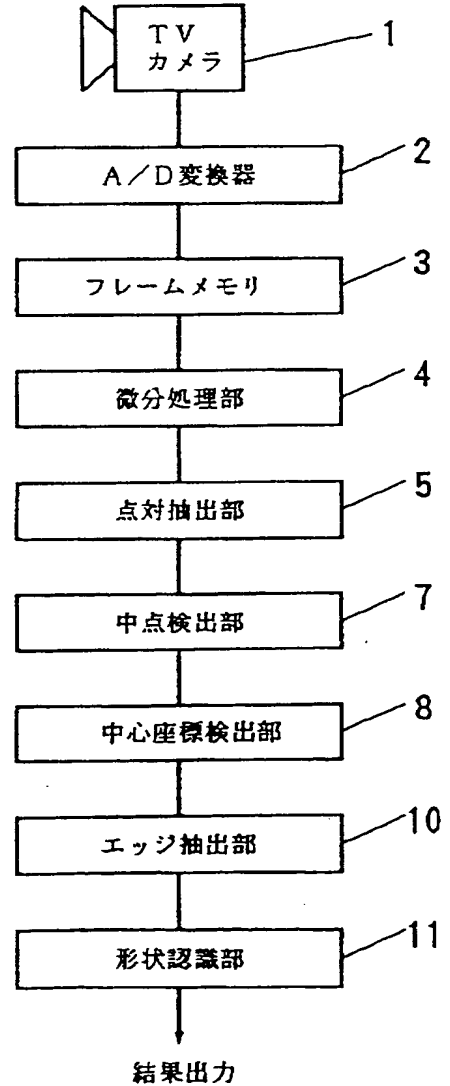 TV
カメラ
1
A/D変換器
2
フレームメモリ
3
微分処理部
4
点対抽出部
5
中点検出部
7
中心座標検出部
8
エッジ抽出部
10
形状認識部
11
結果出力